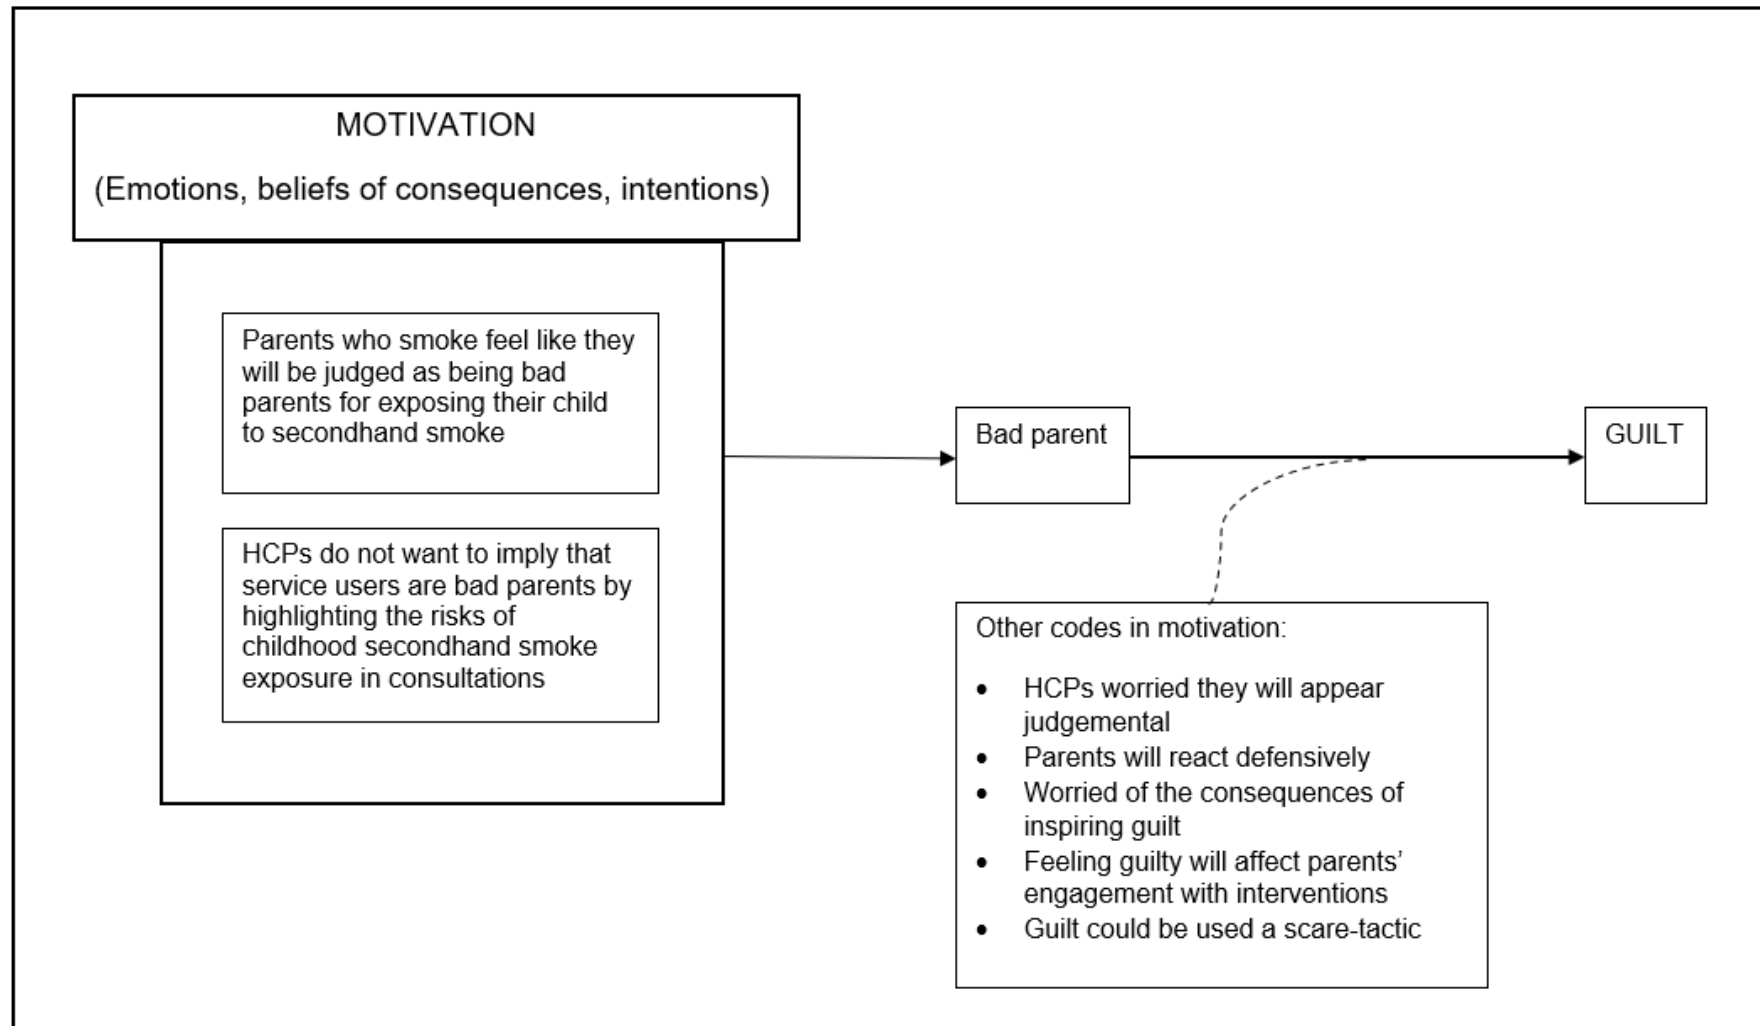 MOTIVATION
(Emotions, beliefs of consequences, intentions)
Parents who smoke feel like they
will be judged as being bad
parents for exposing their child
to secondhand smoke
HCPs do not want to imply that
service users are bad parents by
highlighting the risks of
childhood secondhand smoke
exposure in consultations
Bad parent
GUILT
Other codes in motivation:
• HCPs worried they will appear
judgemental
• Parents will react defensively
• Worried of the consequences of
inspiring guilt
• Feeling guilty will affect parents’
engagement with interventions
• Guilt could be used a scare-tactic